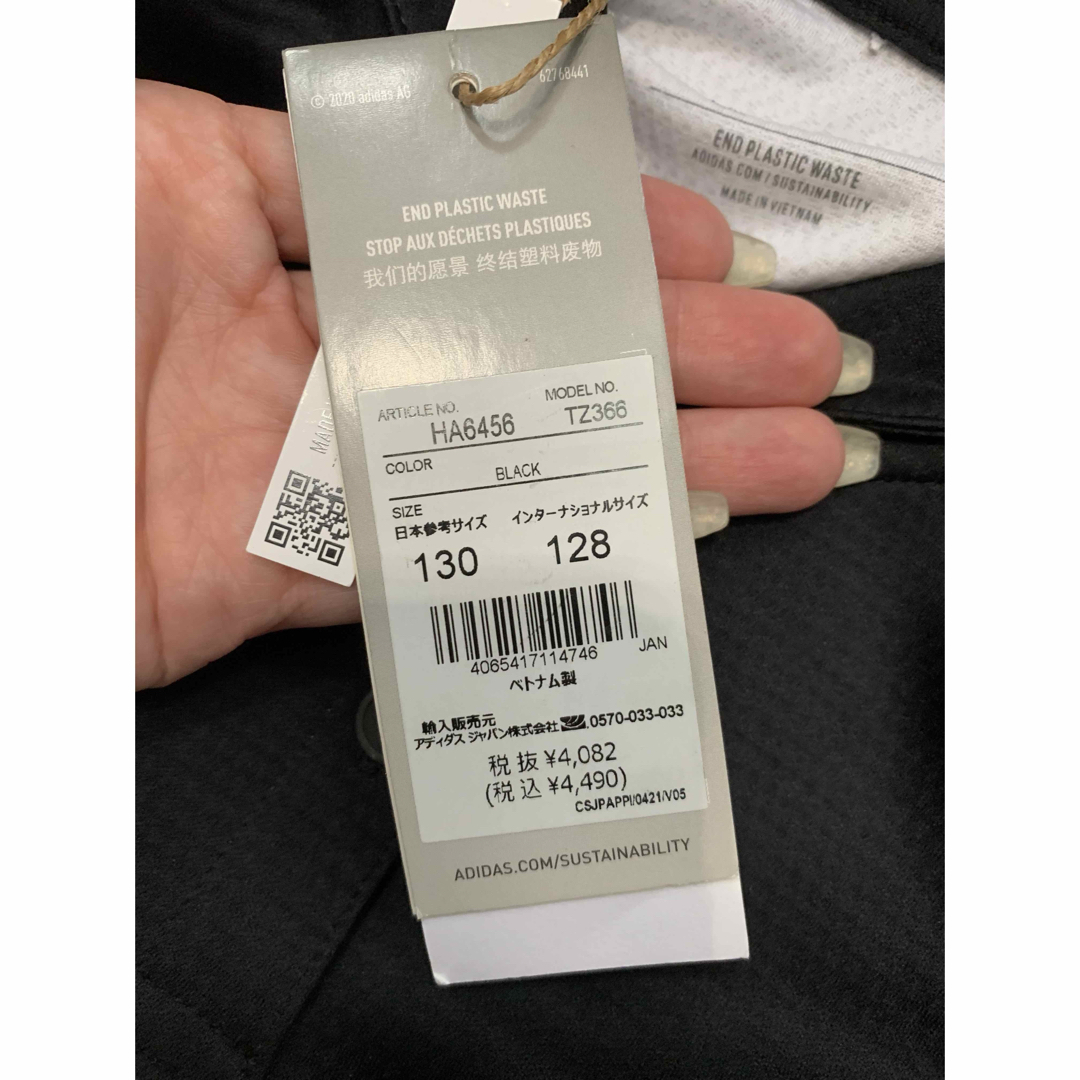 © 2020 adidas AG
62768441
END PLASTIC WASTE
STOP AUX DÉCHETS PLASTIQUES
我们的愿景 终结塑料废物
ARTICLE NO.
MODEL NO.
HA6456
TZ366
COLOR
BLACK
SIZE
日本参考サイズ
インターナショナルサイズ
130
128
4065417114746
JAN
ベトナム製
輸入販売元
アディダス ジャパン株式会社
0570-033-033
税 抜 ¥4,082
(税 込 ¥4,490)
CSJPAPPI/0421/V05
ADIDAS.COM/SUSTAINABILITY
END PLASTIC WASTE
ADIDAS.COM / SUSTAINABILITY
MADE IN VIETNAM